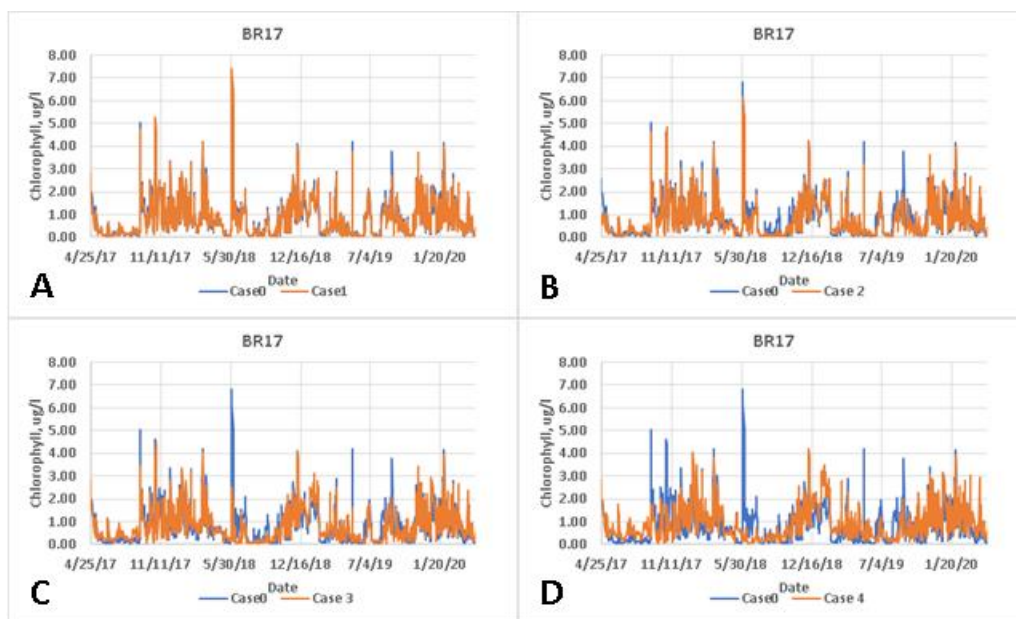 BR17
Chlorophyll, ug/l
8.00
7.00
6.00
5.00
4.00
3.00
2.00
1.00
0.00
4/25/17 11/11/17 5/30/18 12/16/18 7/4/19 1/20/20
Date
Case0 Case1
A
BR17
Chlorophyll, ug/l
8.00
7.00
6.00
5.00
4.00
3.00
2.00
1.00
0.00
4/25/17 11/11/17 5/30/18 12/16/18 7/4/19 1/20/20
Date
Case0 Case 2
B
BR17
Chlorophyll, ug/l
8.00
7.00
6.00
5.00
4.00
3.00
2.00
1.00
0.00
4/25/17 11/11/17 5/30/18 12/16/18 7/4/19 1/20/20
Date
Case0 Case 3
C
BR17
Chlorophyll, ug/l
8.00
7.00
6.00
5.00
4.00
3.00
2.00
1.00
0.00
4/25/17 11/11/17 5/30/18 12/16/18 7/4/19 1/20/20
Date
Case0 Case 4
D